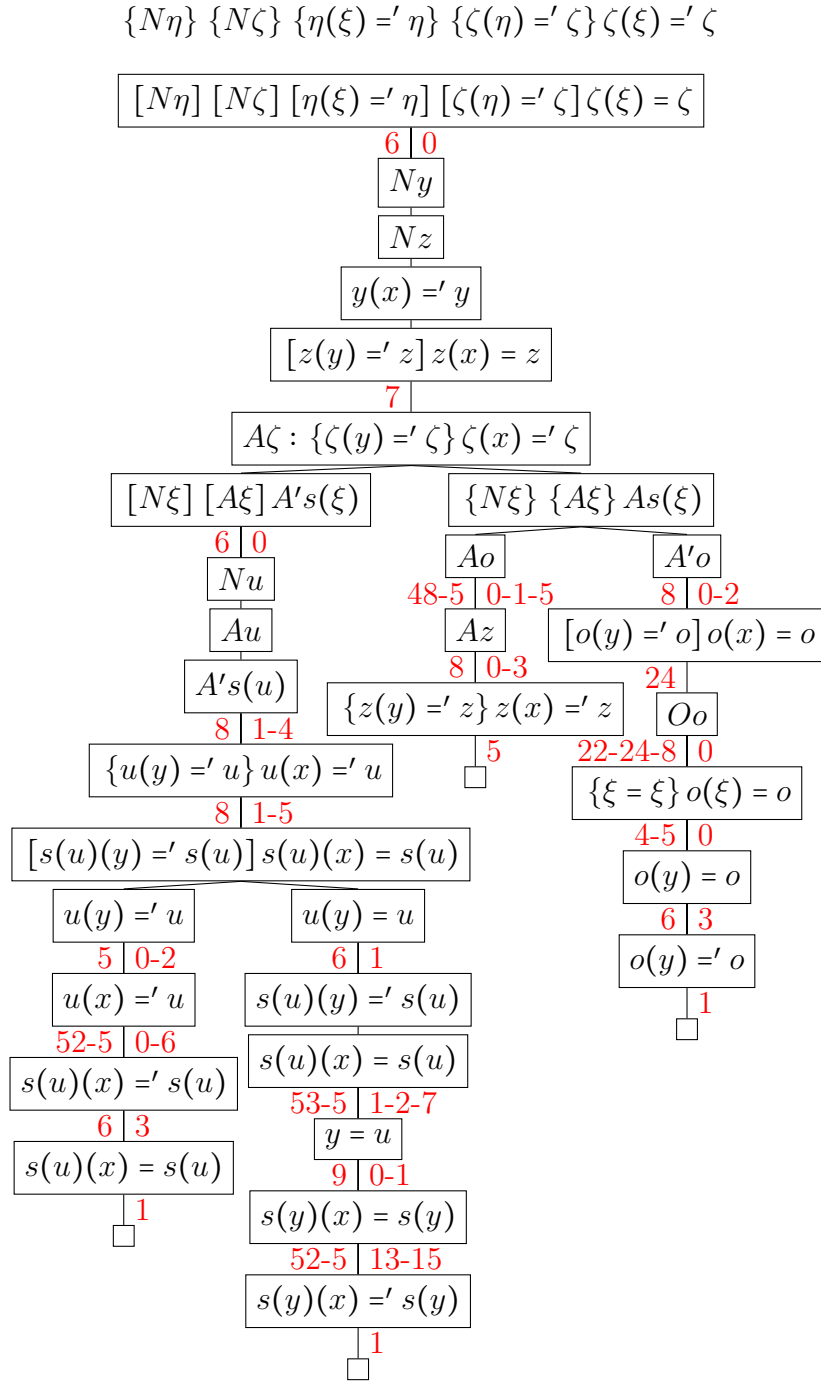 {Nη} {Nζ} {η(ξ) =′ η} {ζ(η) =′ ζ} ζ(ξ) =′ ζ
[Nη] [Nζ] [η(ξ) =′ η] [ζ(η) =′ ζ] ζ(ξ) = ζ
6 0
Ny
Nz
y(x) =′ y
[z(y) =′ z] z(x) = z
7
Aζ : {ζ(y) =′ ζ} ζ(x) =′ ζ
[Nξ] [Aξ] A′s(ξ) {Nξ} {Aξ} As(ξ)
6 0
Ao A′o
Nu
48-5 0-1-5 8 0-2
Au Az [o(y) =′ o] o(x) = o
8 0-3 24
A′s(u) {z(y) =′ z} z(x) =′ z Oo
8 1-4 5 22-24-8 0
{u(y) =′ u} u(x) =′ u {ξ = ξ} o(ξ) = o
8 1-5 4-5 0
[s(u)(y) =′ s(u)] s(u)(x) = s(u) o(y) = o
u(y) =′ u u(y) = u 6 3
5 0-2 6 1 o(y) =′ o
u(x) =′ u s(u)(y) =′ s(u) 1
52-5 0-6
s(u)(x) =′ s(u) s(u)(x) = s(u)
6 3 53-5 1-2-7
s(u)(x) = s(u) y = u
1 9 0-1
s(y)(x) = s(y)
52-5 13-15
s(y)(x) =′ s(y)
1